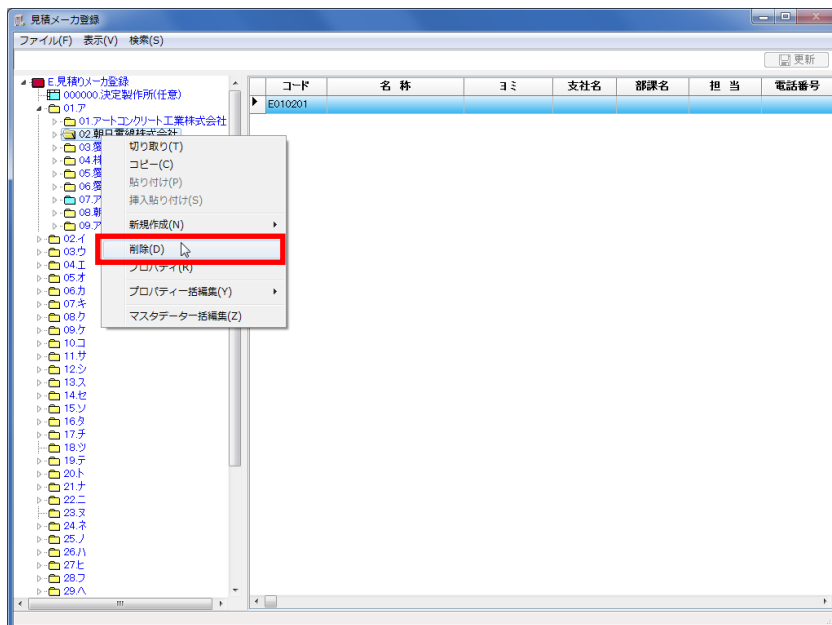 見積メーカ登録
ファイル(F) 表示(V) 検索(S)
更新
E.見積りメーカ登録
000000.決定製作所(任意)
01.ア
01.アートコンクリート工業株式会社
02.朝日電線株式会社
03.愛
04.
05.愛
06.愛
07.ア
08.朝
09.ア
02.イ
03.ウ
04.エ
05.オ
06.カ
07.キ
08.ク
09.ケ
10.コ
11.サ
12.シ
13.ス
14.セ
15.ソ
16.タ
17.チ
18.ツ
19.テ
20.ト
21.ナ
22.ニ
23.ヌ
24.ネ
25.ノ
26.ハ
27.ヒ
28.フ
29.ヘ
切り取り(T)
コピー(C)
貼り付け(P)
挿入貼り付け(S)
新規作成(N)
削除(D)
プロパティ(R)
プロパティ一括編集(Y)
マスタデータ一括編集(Z)
コード 名 称 ヨミ 支社名 部課名 担 当 電話番号
E010201